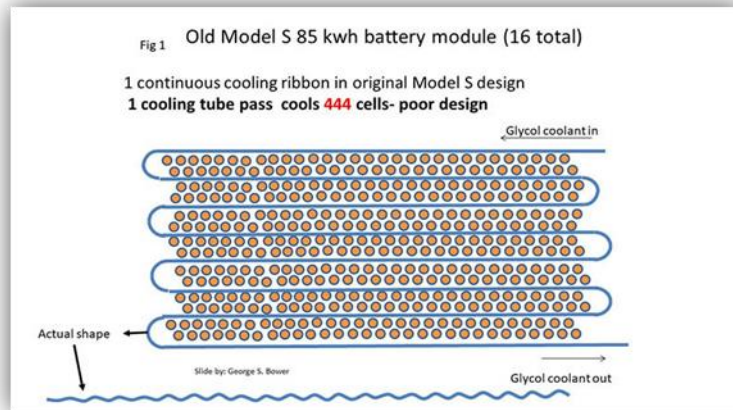 Fig 1 Old Model S 85 kwh battery module (16 total)
1 continuous cooling ribbon in original Model S design
1 cooling tube pass cools 444 cells- poor design
Glycol coolant in
Actual shape
Slide by: George S. Bower
Glycol coolant out